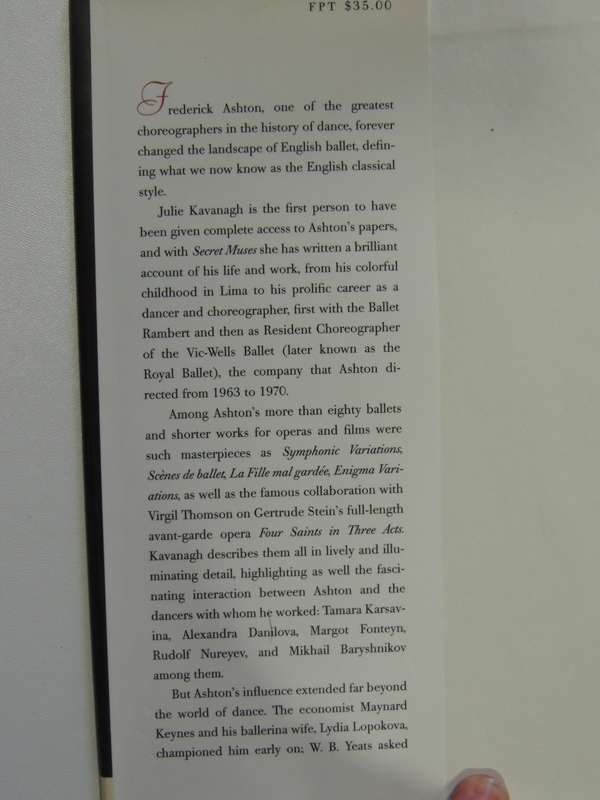 FPT $35.00
Frederick Ashton, one of the greatest
choreographers in the history of dance, forever
changed the landscape of English ballet, defin-
ing what we now know as the English classical
style.
Julie Kavanagh is the first person to have
been given complete access to Ashton's papers,
and with Secret Muses she has written a brilliant
account of his life and work, from his colorful
childhood in Lima to his prolific career as a
dancer and choreographer, first with the Ballet
Rambert and then as Resident Choreographer
of the Vic-Wells Ballet (later known as the
Royal Ballet), the company that Ashton di-
rected from 1963 to 1970.
Among Ashton's more than eighty ballets
and shorter works for operas and films were
such masterpieces as Symphonic Variations,
Scènes de ballet, La Fille mal gardée, Enigma Vari-
ations, as well as the famous collaboration with
Virgil Thomson on Gertrude Stein's full-length
avant-garde opera Four Saints in Three Acts.
Kavanagh describes them all in lively and illu-
minating detail, highlighting as well the fasci-
nating interaction between Ashton and the
dancers with whom he worked: Tamara Karsav-
ina, Alexandra Danilova, Margot Fonteyn,
Rudolf Nureyev, and Mikhail Baryshnikov
among them.
But Ashton's influence extended far beyond
the world of dance. The economist Maynard
Keynes and his ballerina wife, Lydia Lopokova,
championed him early on; W. B. Yeats asked